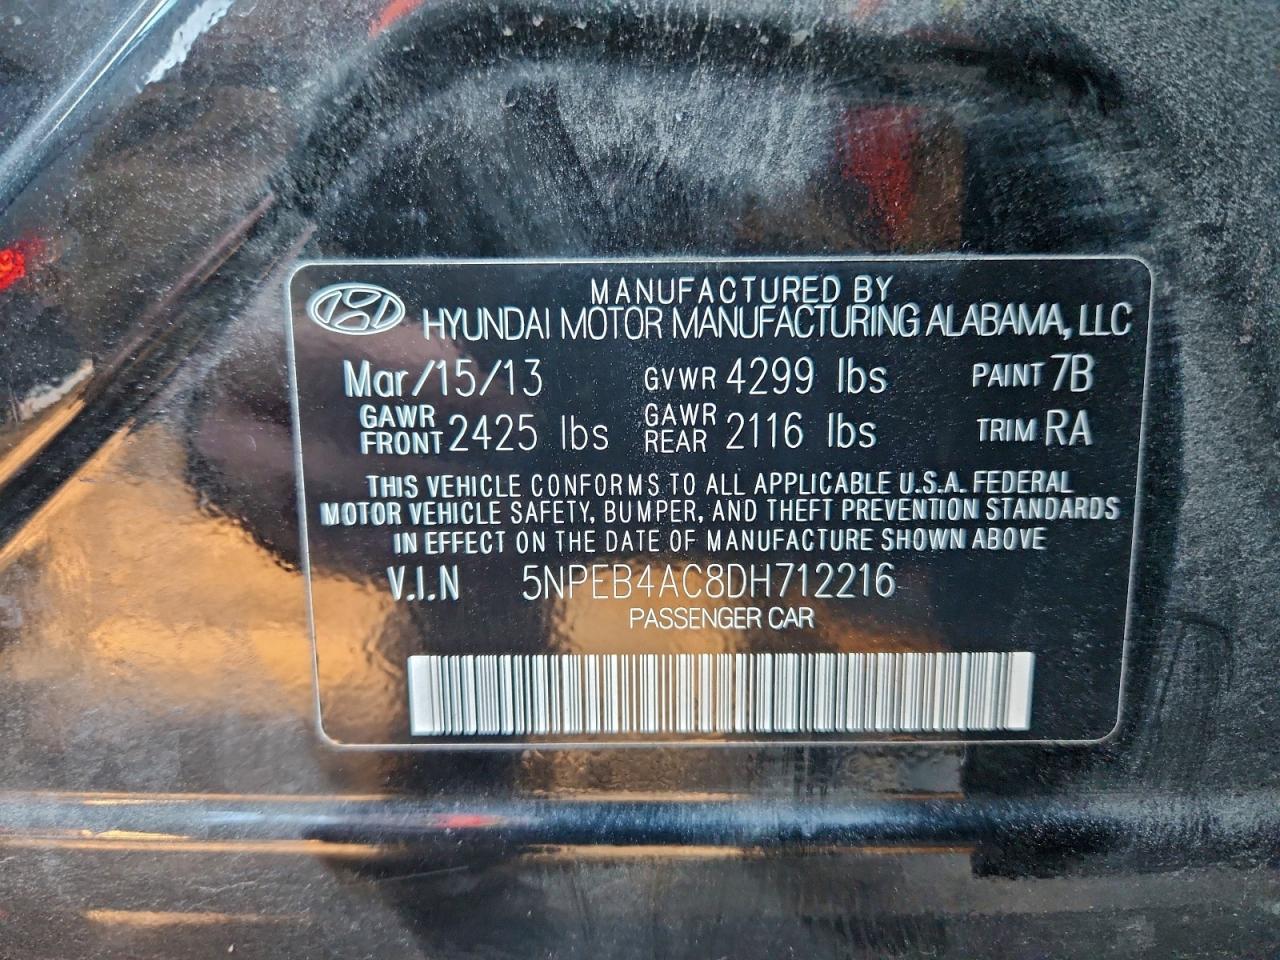 MANUFACTURED BY
HYUNDAI MOTOR MANUFACTURING ALABAMA, LLC
Mar/15/13 GVWR 4299 lbs PAINT 7B
GAWR FRONT 2425 lbs GAWR REAR 2116 lbs TRIM RA
THIS VEHICLE CONFORMS TO ALL APPLICABLE U.S.A. FEDERAL
MOTOR VEHICLE SAFETY, BUMPER, AND THEFT PREVENTION STANDARDS
IN EFFECT ON THE DATE OF MANUFACTURE SHOWN ABOVE
V.I.N 5NPEB4AC8DH712216
PASSENGER CAR